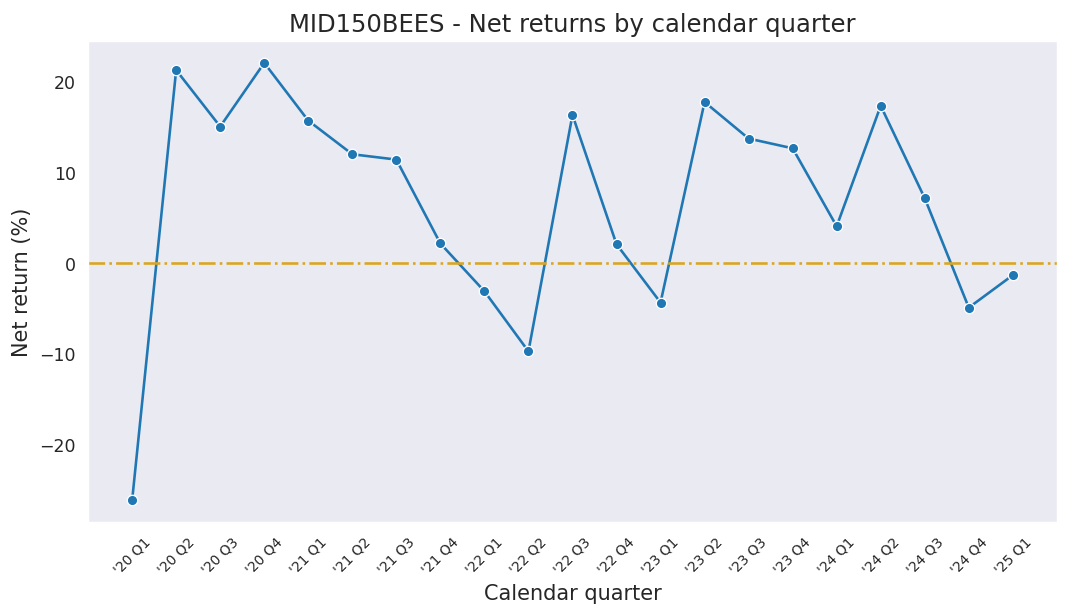 MID150BEES - Net returns by calendar quarter
Net return (%)
20
10
0
−10
−20
'20 Q1
'20 Q2
'20 Q3
'20 Q4
'21 Q1
'21 Q2
'21 Q3
'21 Q4
'22 Q1
'22 Q2
'22 Q3
'22 Q4
'23 Q1
'23 Q2
'23 Q3
'23 Q4
'24 Q1
'24 Q2
'24 Q3
'24 Q4
'25 Q1
Calendar quarter